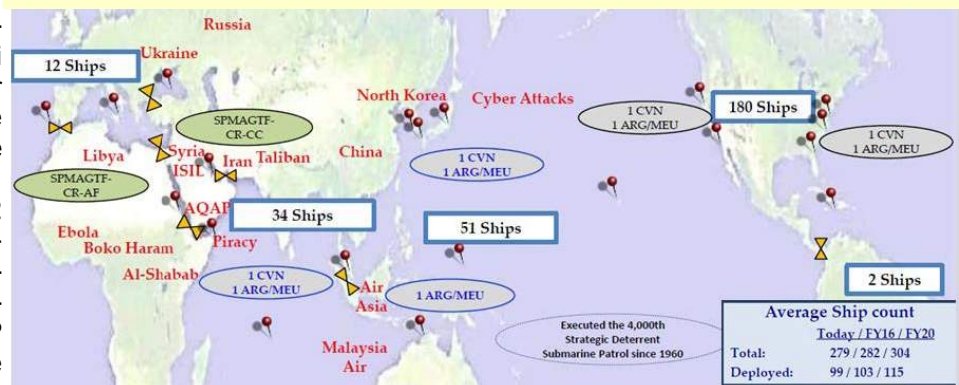 Russia
Ukraine
12 Ships
North Korea
Cyber Attacks
180 Ships
1 CVN
1 ARG/MEU
1 CVN
1 ARG/MEU
SPMAGTF-
CR-CC
Libya
Syria
ISIL
Iran
Taliban
China
1 CVN
1 ARG/MEU
SPMAGTF-
CR-AF
AQAP
34 Ships
51 Ships
Ebola
Boko Haram
Piracy
Al-Shabab
1 CVN
1 ARG/MEU
Air
Asia
1 ARG/MEU
2 Ships
Malaysia
Air
Executed the 4,000th
Strategic Deterrent
Submarine Patrol since 1960
Average Ship count
Today / FY16 / FY20
Total: 279 / 282 / 304
Deployed: 99 / 103 / 115